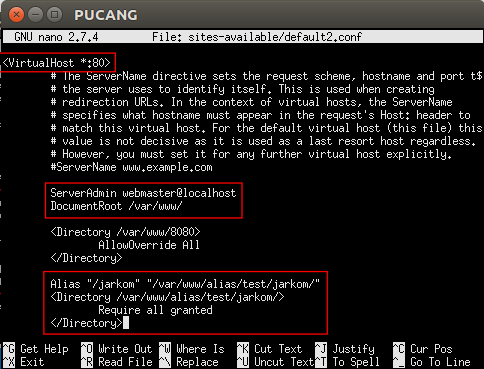 PUCANG
GNU nano 2.7.4 File: sites-available/default2.conf
<VirtualHost *:80>
# The ServerName directive sets the request scheme, hostname and port t$
# the server uses to identify itself. This is used when creating
# redirection URLs. In the context of virtual hosts, the ServerName
# specifies what hostname must appear in the request's Host: header to
# match this virtual host. For the default virtual host (this file) this
# value is not decisive as it is used as a last resort host regardless.
# However, you must set it for any further virtual host explicitly.
#ServerName www.example.com
ServerAdmin webmaster@localhost
DocumentRoot /var/www/
<Directory /var/www/8080>
AllowOverride All
</Directory>
Alias "/jarkom" "/var/www/alias/test/jarkom/"
<Directory /var/www/alias/test/jarkom/>
Require all granted
</Directory>
^G Get Help ^O Write Out ^W Where Is ^K Cut Text ^J Justify ^C Cur Pos
^X Exit ^R Read File ^\ Replace ^U Uncut Text ^T To Spell ^_ Go To Line